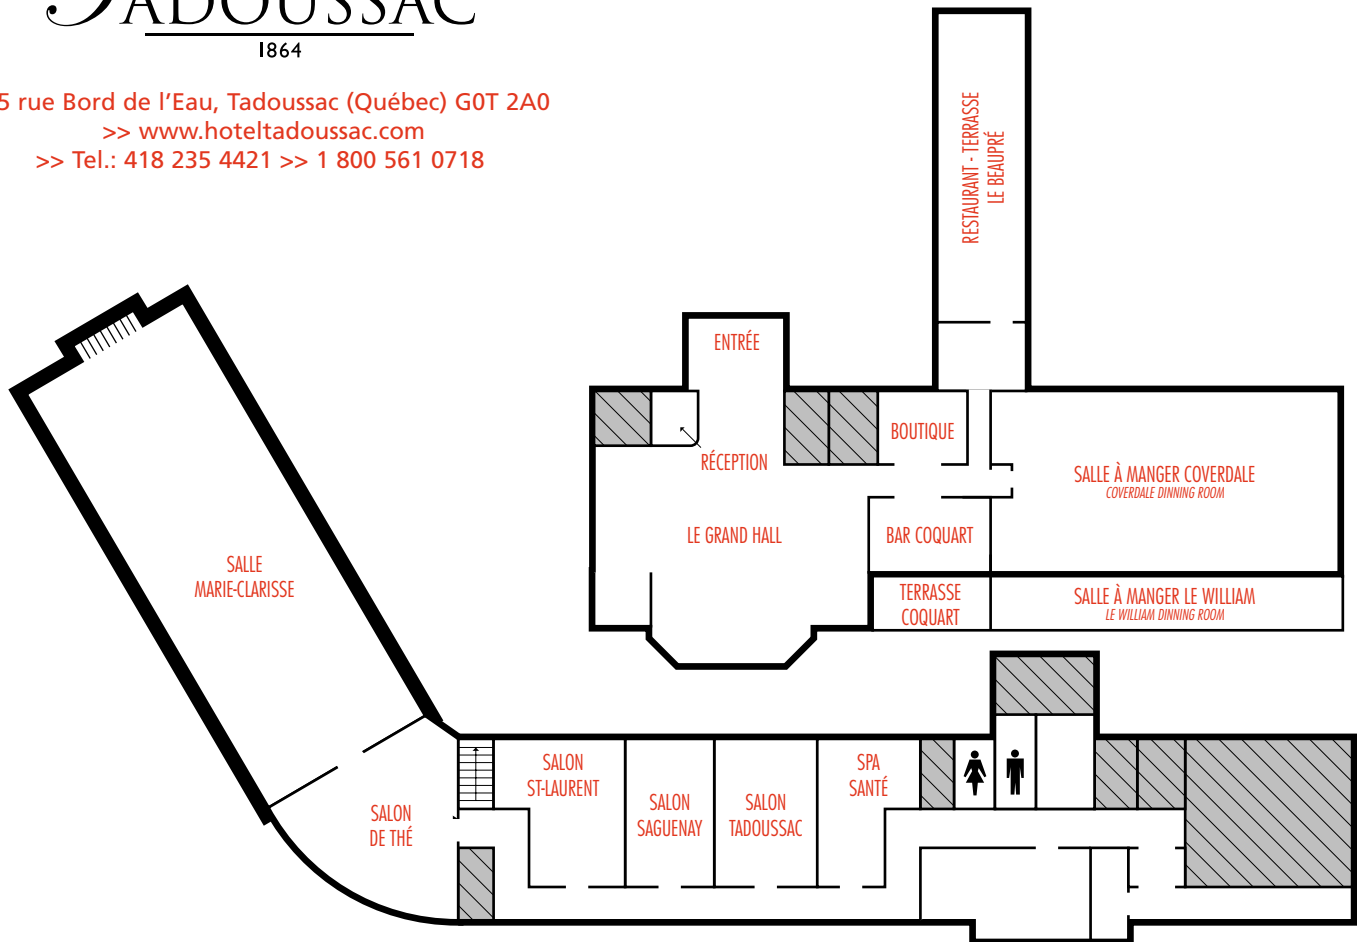 TADOUSSAC
1864
5 rue Bord de l'Eau, Tadoussac (Québec) G0T 2A0
>> www.hoteltadoussac.com
>> Tel.: 418 235 4421 >> 1 800 561 0718
RESTAURANT - TERRASSE
LE BEAUPRÉ
ENTRÉE
BOUTIQUE
RÉCEPTION
SALLE À MANGER COVERDALE
COVERDALE DINNING ROOM
LE GRAND HALL
BAR COQUART
TERRASSE
COQUART
SALLE À MANGER LE WILLIAM
LE WILLIAM DINNING ROOM
SALLE
MARIE-CLARISSE
SALON
DE THÉ
SALON
ST-LAURENT
SALON
SAGUENAY
SALON
TADOUSSAC
SPA
SANTÉ